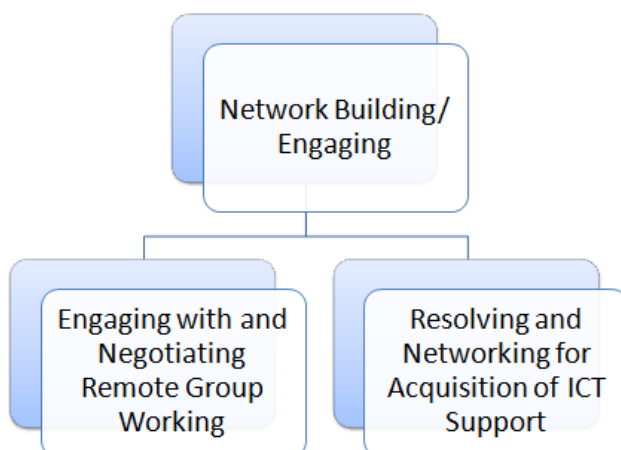 Network Building/
Engaging
Engaging with and
Negotiating
Remote Group
Working
Resolving and
Networking for
Acquisition of ICT
Support